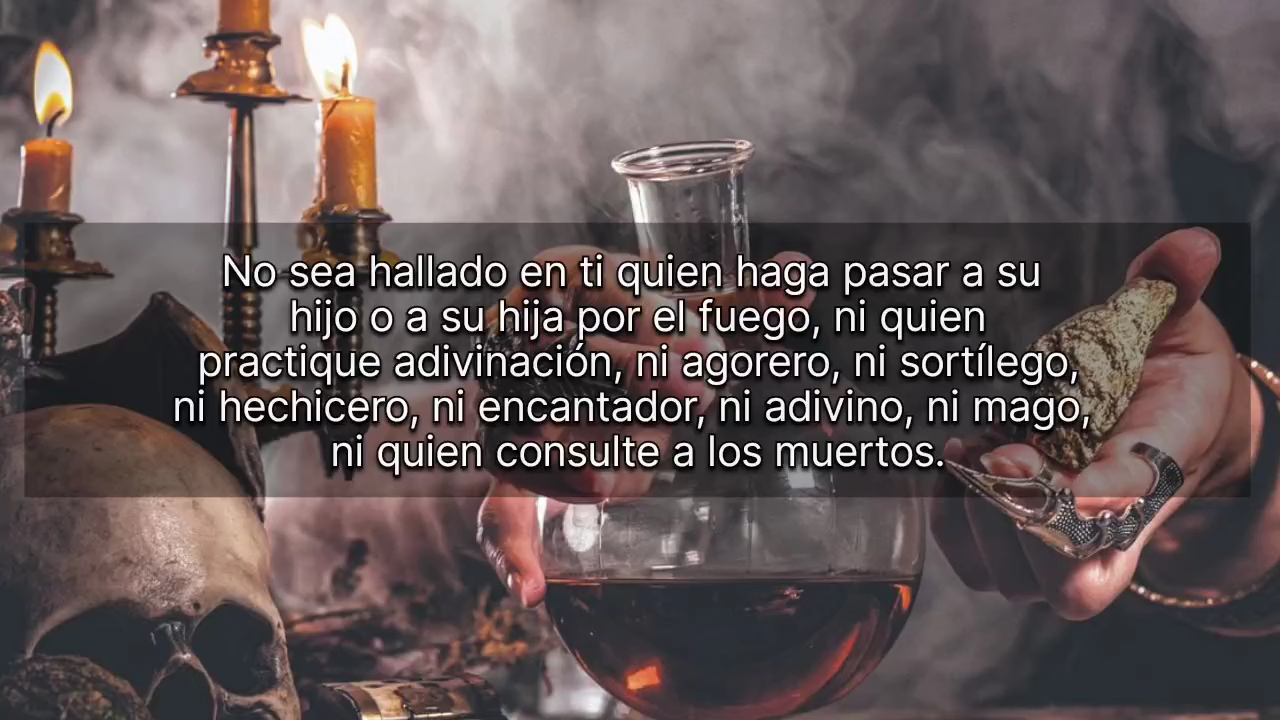 No sea hallado en ti quien haga pasar a su
hijo o a su hija por el fuego, ni quien
practique adivinación, ni agorero, ni sortílego,
ni hechicero, ni encantador, ni adivino, ni mago,
ni quien consulte a los muertos.